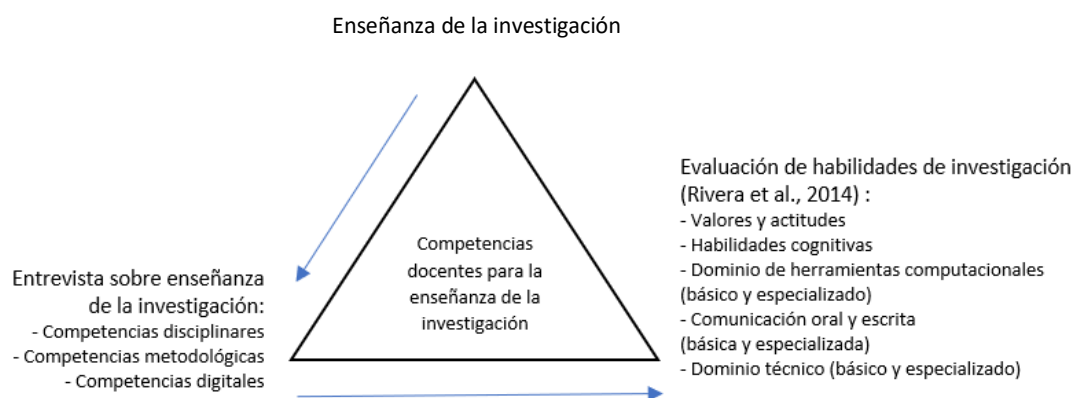 Enseñanza de la investigación
Competencias
docentes para la
enseñanza de la
investigación
Entrevista sobre enseñanza
de la investigación:
- Competencias disciplinares
- Competencias metodológicas
- Competencias digitales
Evaluación de habilidades de investigación
(Rivera et al., 2014) :
- Valores y actitudes
- Habilidades cognitivas
- Dominio de herramientas computacionales
(básico y especializado)
- Comunicación oral y escrita
(básica y especializada)
- Dominio técnico (básico y especializado)